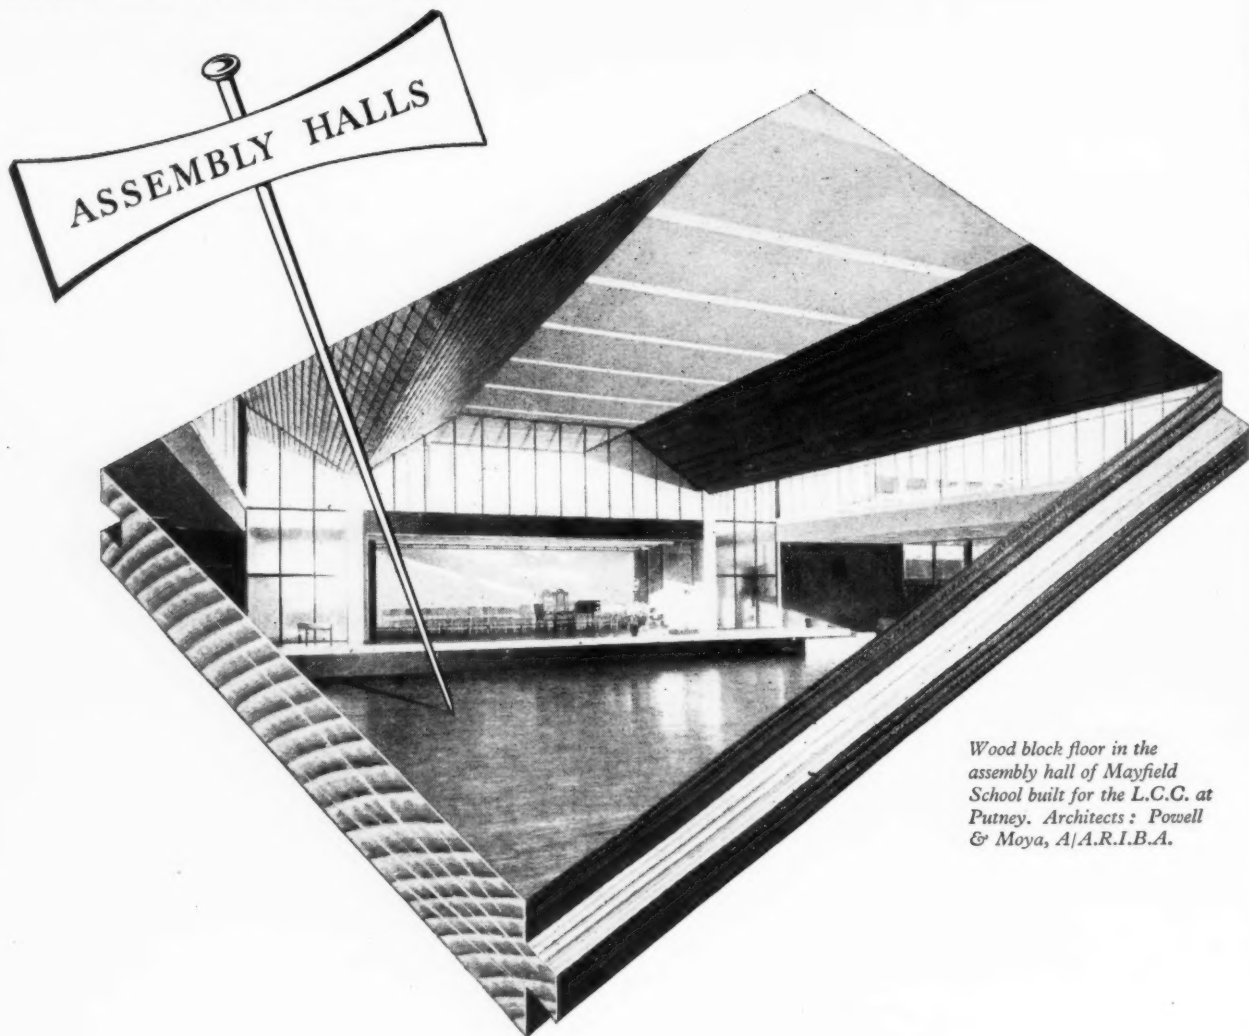 ASSEMBLY HALLS
Wood block floor in the
assembly hall of Mayfield
School built for the L.C.C. at
Putney. Architects : Powell
& Moya, A/A.R.I.B.A.